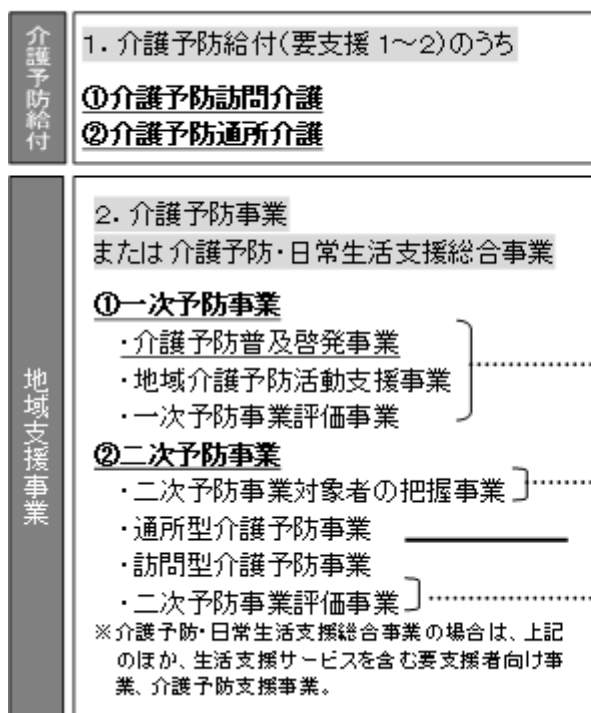 介護予防給付
1．介護予防給付(要支援1～2)のうち
①介護予防訪問介護
②介護予防通所介護
地域支援事業
2．介護予防事業
または介護予防・日常生活支援総合事業
①一次予防事業
・介護予防普及啓発事業
・地域介護予防活動支援事業
・一次予防事業評価事業
②二次予防事業
・二次予防事業対象者の把握事業
・通所型介護予防事業
・訪問型介護予防事業
・二次予防事業評価事業
※介護予防・日常生活支援総合事業の場合は、上記
のほか、生活支援サービスを含む要支援者向け事
業、介護予防支援事業。